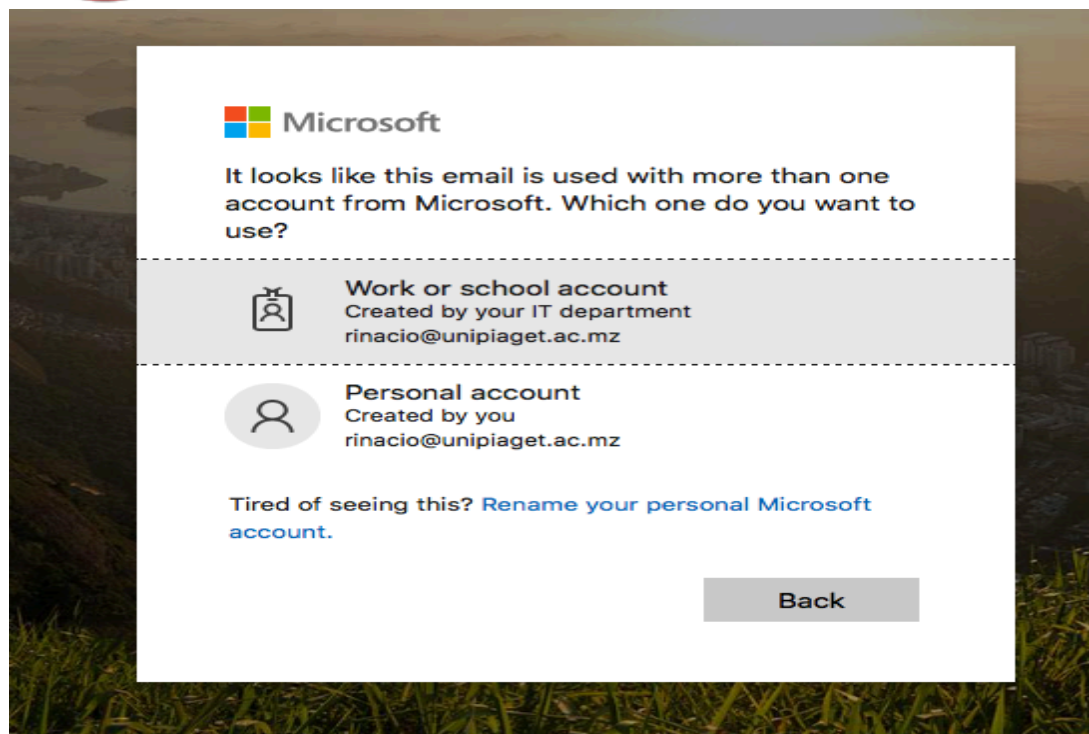 Microsoft
It looks like this email is used with more than one
account from Microsoft. Which one do you want to
use?
Work or school account
Created by your IT department
rinacio@unipiaget.ac.mz
Personal account
Created by you
rinacio@unipiaget.ac.mz
Tired of seeing this? Rename your personal Microsoft
account.
Back